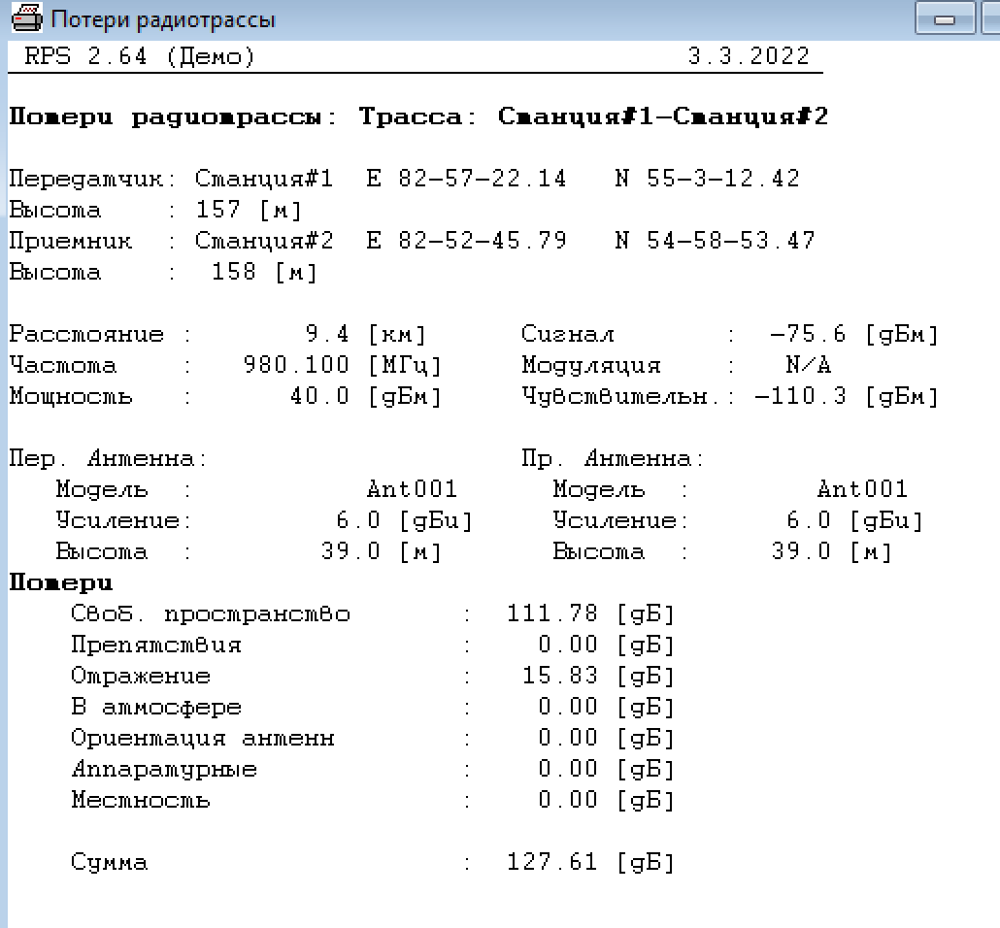 Потери радиотрассы
RPS 2.64 (Демо) 3.3.2022
Потери радиотрассы: Трасса: Станция#1-Станция#2
Передатчик: Станция#1 E 82-57-22.14 N 55-3-12.42
Высота : 157 [м]
Приемник : Станция#2 E 82-52-45.79 N 54-58-53.47
Высота : 158 [м]
Расстояние : 9.4 [км] Сигнал : -75.6 [дБм]
Частота : 980.100 [МГц] Модуляция : N/A
Мощность : 40.0 [дБм] Чувствительн.: -110.3 [дБм]
Пер. Антенна: Пр. Антенна:
Модель : Ant001 Модель : Ant001
Усиление: 6.0 [дБи] Усиление: 6.0 [дБи]
Высота : 39.0 [м] Высота : 39.0 [м]
Потери
Своб. пространство : 111.78 [дБ]
Препятствия : 0.00 [дБ]
Отражение : 15.83 [дБ]
В атмосфере : 0.00 [дБ]
Ориентация антенн : 0.00 [дБ]
Аппаратурные : 0.00 [дБ]
Местность : 0.00 [дБ]
Сумма : 127.61 [дБ]